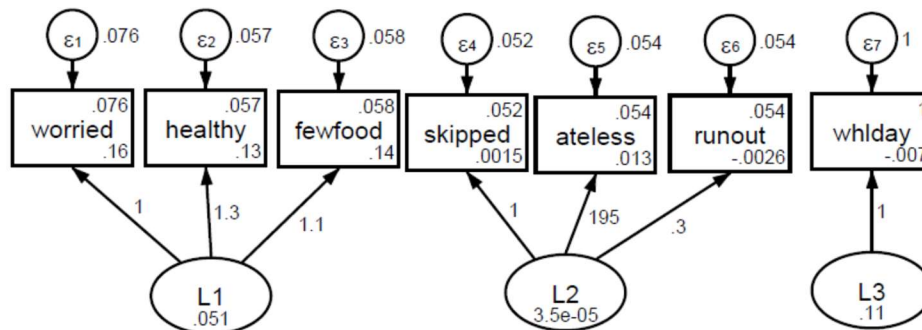 ε1 .076 ε2 .057 ε3 .058 ε4 .052 ε5 .054 ε6 .054 ε7 1
.076 .057 .058 .052 .054 .054
worried healthy fewfood skipped ateless runout whlday
.16 .13 .14 .0015 .013 -.0026 -.007
1 1.3 1.1 1 195 .3 1
L1 L2 L3
.051 3.5e-05 .11